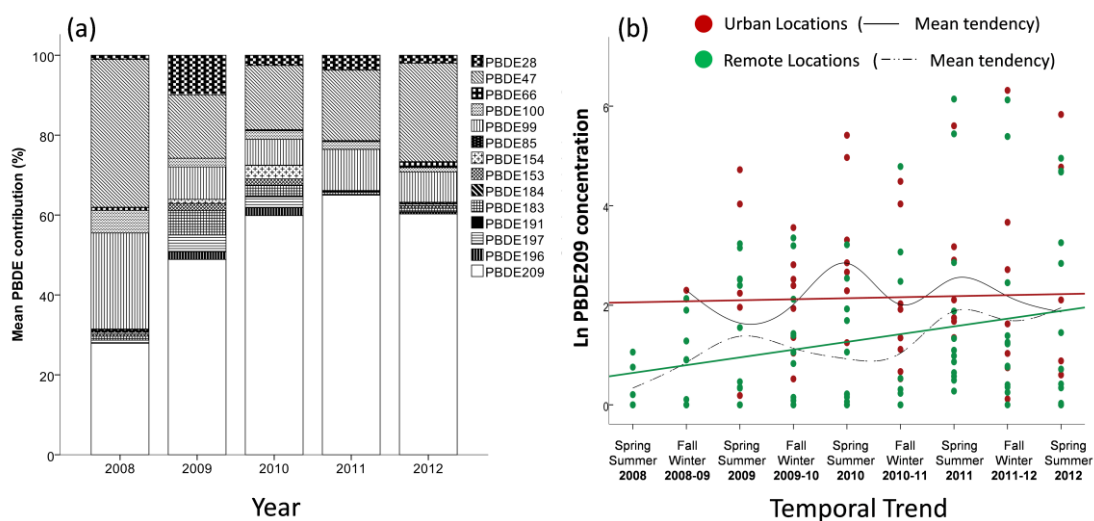 (a)
100
80
60
40
20
0
Mean PBDE contribution (%)
2008
2009
2010
2011
2012
Year
PBDE28
PBDE47
PBDE66
PBDE100
PBDE99
PBDE85
PBDE154
PBDE153
PBDE184
PBDE183
PBDE191
PBDE197
PBDE196
PBDE209
(b)
Urban Locations ( Mean tendency)
Remote Locations ( Mean tendency)
6
4
2
0
Ln PBDE209 concentration
Spring
Summer
2008
Fall
Winter
2008-09
Spring
Summer
2009
Fall
Winter
2009-10
Spring
Summer
2010
Fall
Winter
2010-11
Spring
Summer
2011
Fall
Winter
2011-12
Spring
Summer
2012
Temporal Trend